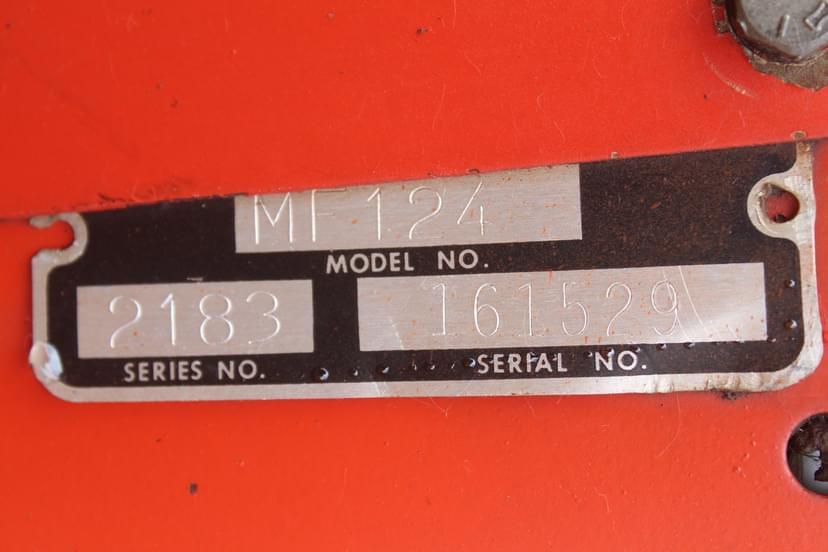 MF124
MODEL NO.
2183 161529
SERIES NO. SERIAL NO.